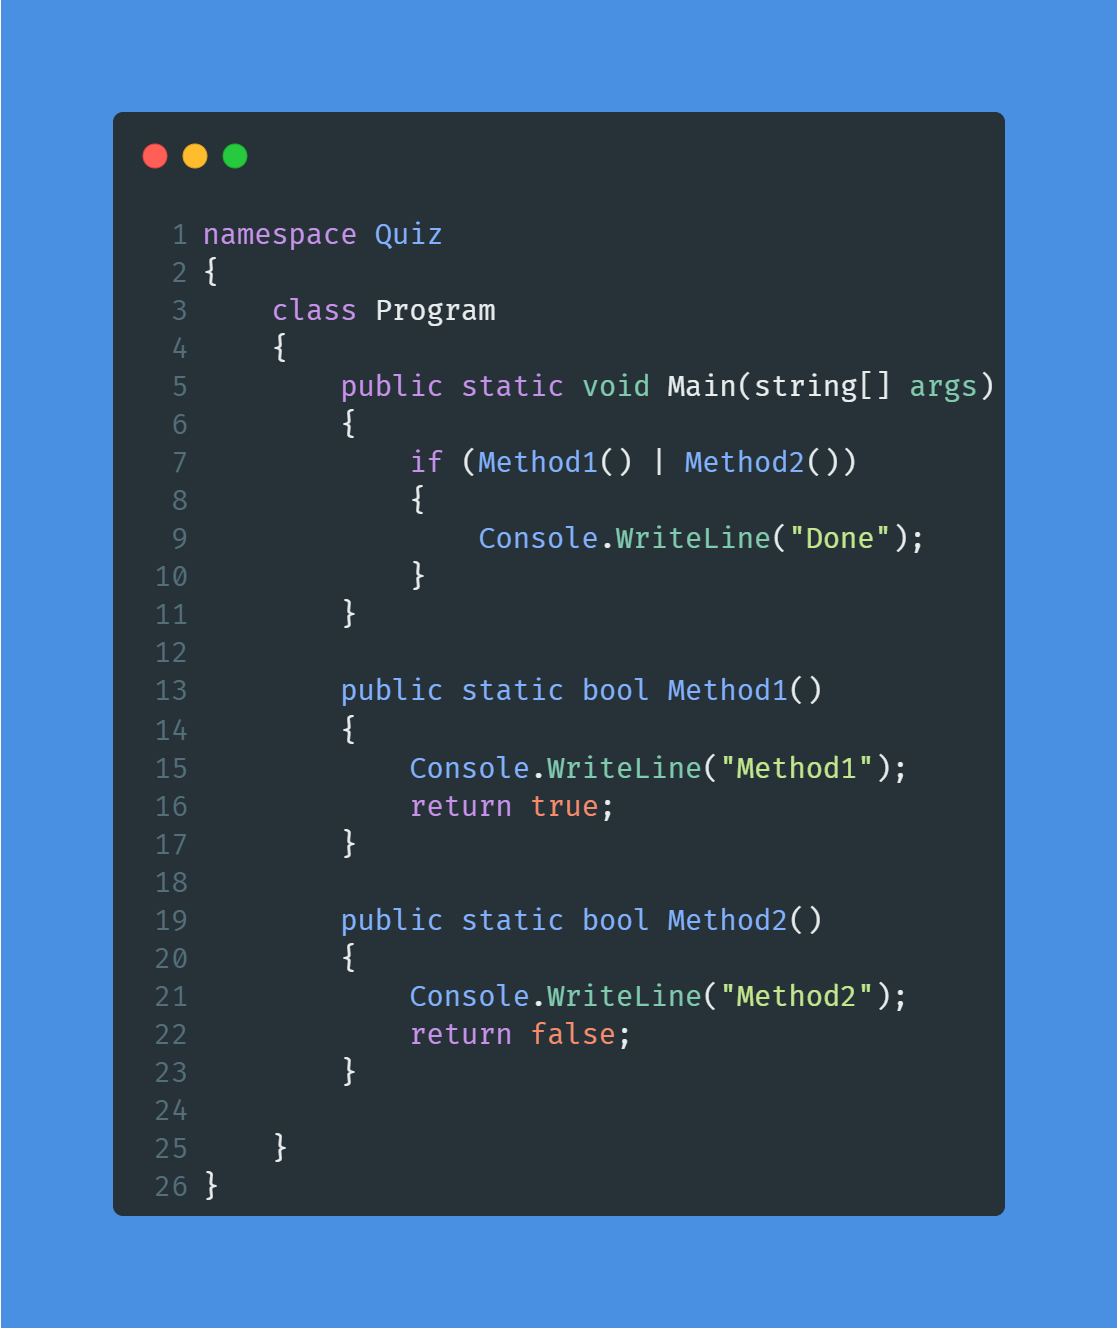 1 namespace Quiz
2 {
3     class Program
4     {
5         public static void Main(string[] args)
6         {
7             if (Method1() | Method2())
8             {
9                 Console.WriteLine("Done");
10             }
11         }
12
13         public static bool Method1()
14         {
15             Console.WriteLine("Method1");
16             return true;
17         }
18
19         public static bool Method2()
20         {
21             Console.WriteLine("Method2");
22             return false;
23         }
24
25     }
26 }